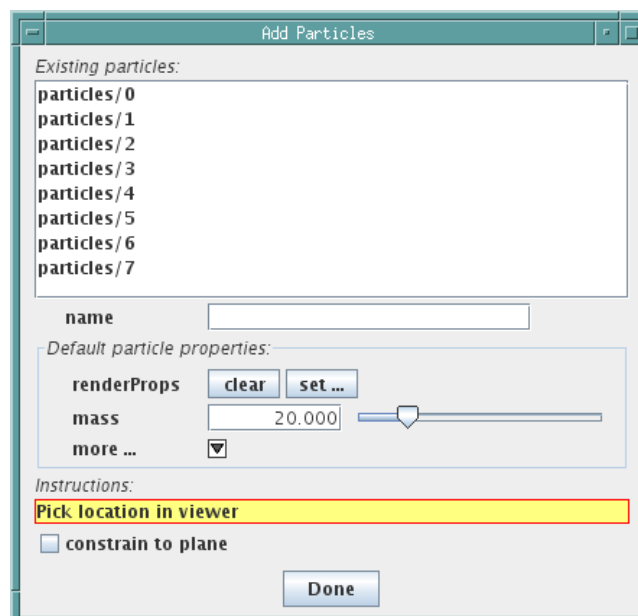 Add Particles
Existing particles:
particles/0
particles/1
particles/2
particles/3
particles/4
particles/5
particles/6
particles/7
name
Default particle properties:
renderProps clear set ...
mass 20.000
more ...
Instructions:
Pick location in viewer
constrain to plane
Done